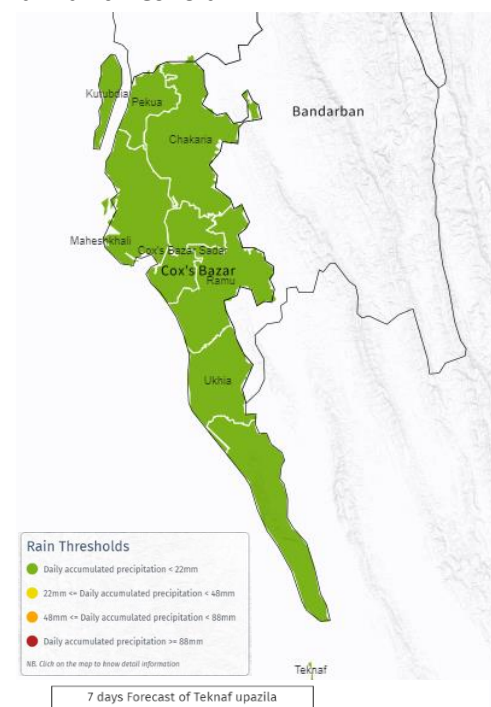 Kutubdia
Pekua
Bandarban
Chakaria
Maheshkhali
Cox's Bazar Sadar
Cox's Bazar
Ramu
Ukhia
Rain Thresholds
Daily accumulated precipitation < 22mm
22mm <= Daily accumulated precipitation < 48mm
48mm <= Daily accumulated precipitation < 88mm
Daily accumulated precipitation >= 88mm
NB. Click on the map to know detail information
Teknaf
7 days Forecast of Teknaf upazila